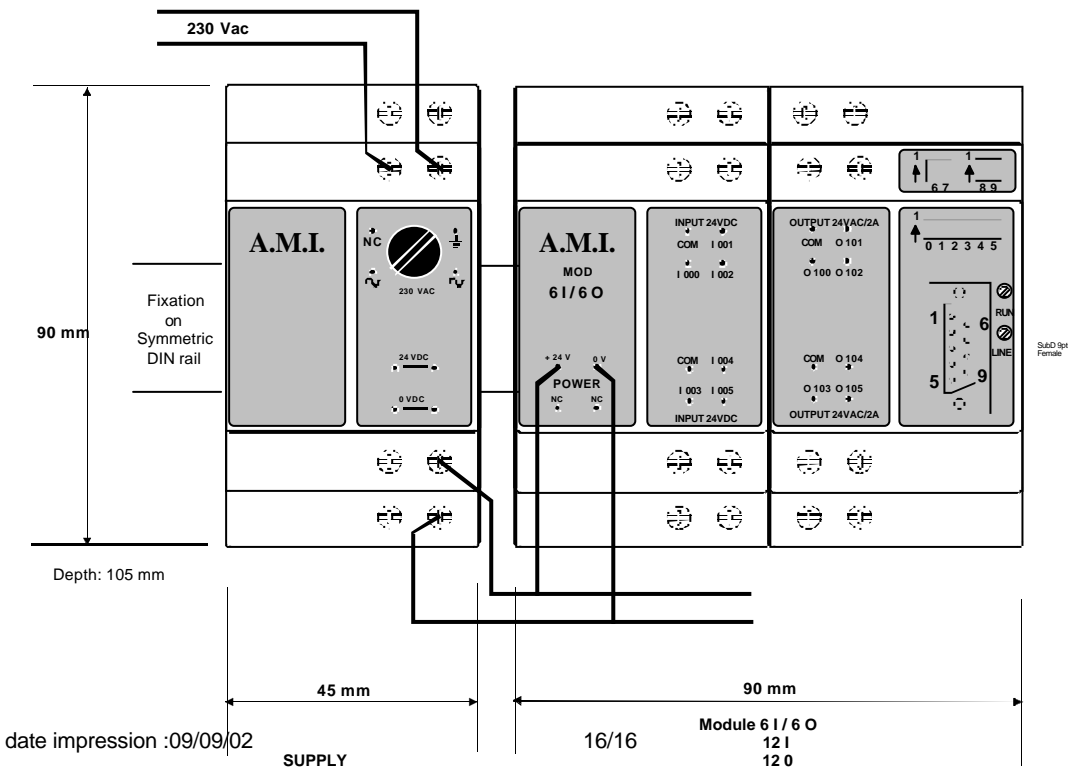 230 Vac
90 mm
Fixation
on
Symmetric
DIN rail
Depth: 105 mm
A.M.I.
NC
230 VAC
24 VDC
0 VDC
A.M.I.
MOD
6 I / 6 O
+ 24 V 0 V
POWER
NC NC
INPUT 24VDC
COM I 001
I 000 I 002
COM I 004
I 003 I 005
INPUT 24VDC
OUTPUT 24VAC/2A
COM O 101
O 100 O 102
COM O 104
O 103 O 105
OUTPUT 24VAC/2A
1 1
6 7 8 9
1
0 1 2 3 4 5
1 6
5 9
RUN
LINE
SubD 9pt
Female
45 mm
90 mm
SUPPLY
Module 6 I / 6 O
12 I
12 0
date impression :09/09/02
16/16